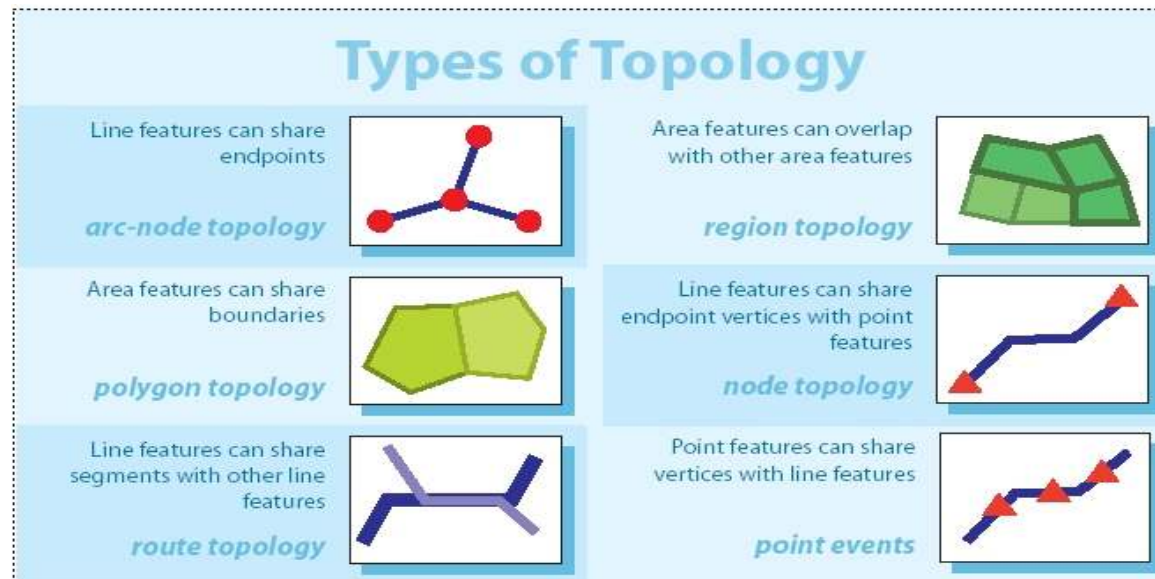 Types of Topology
Line features can share
endpoints
arc-node topology
Area features can share
boundaries
polygon topology
Line features can share
segments with other line
features
route topology
Area features can overlap
with other area features
region topology
Line features can share
endpoint vertices with point
features
node topology
Point features can share
vertices with line features
point events